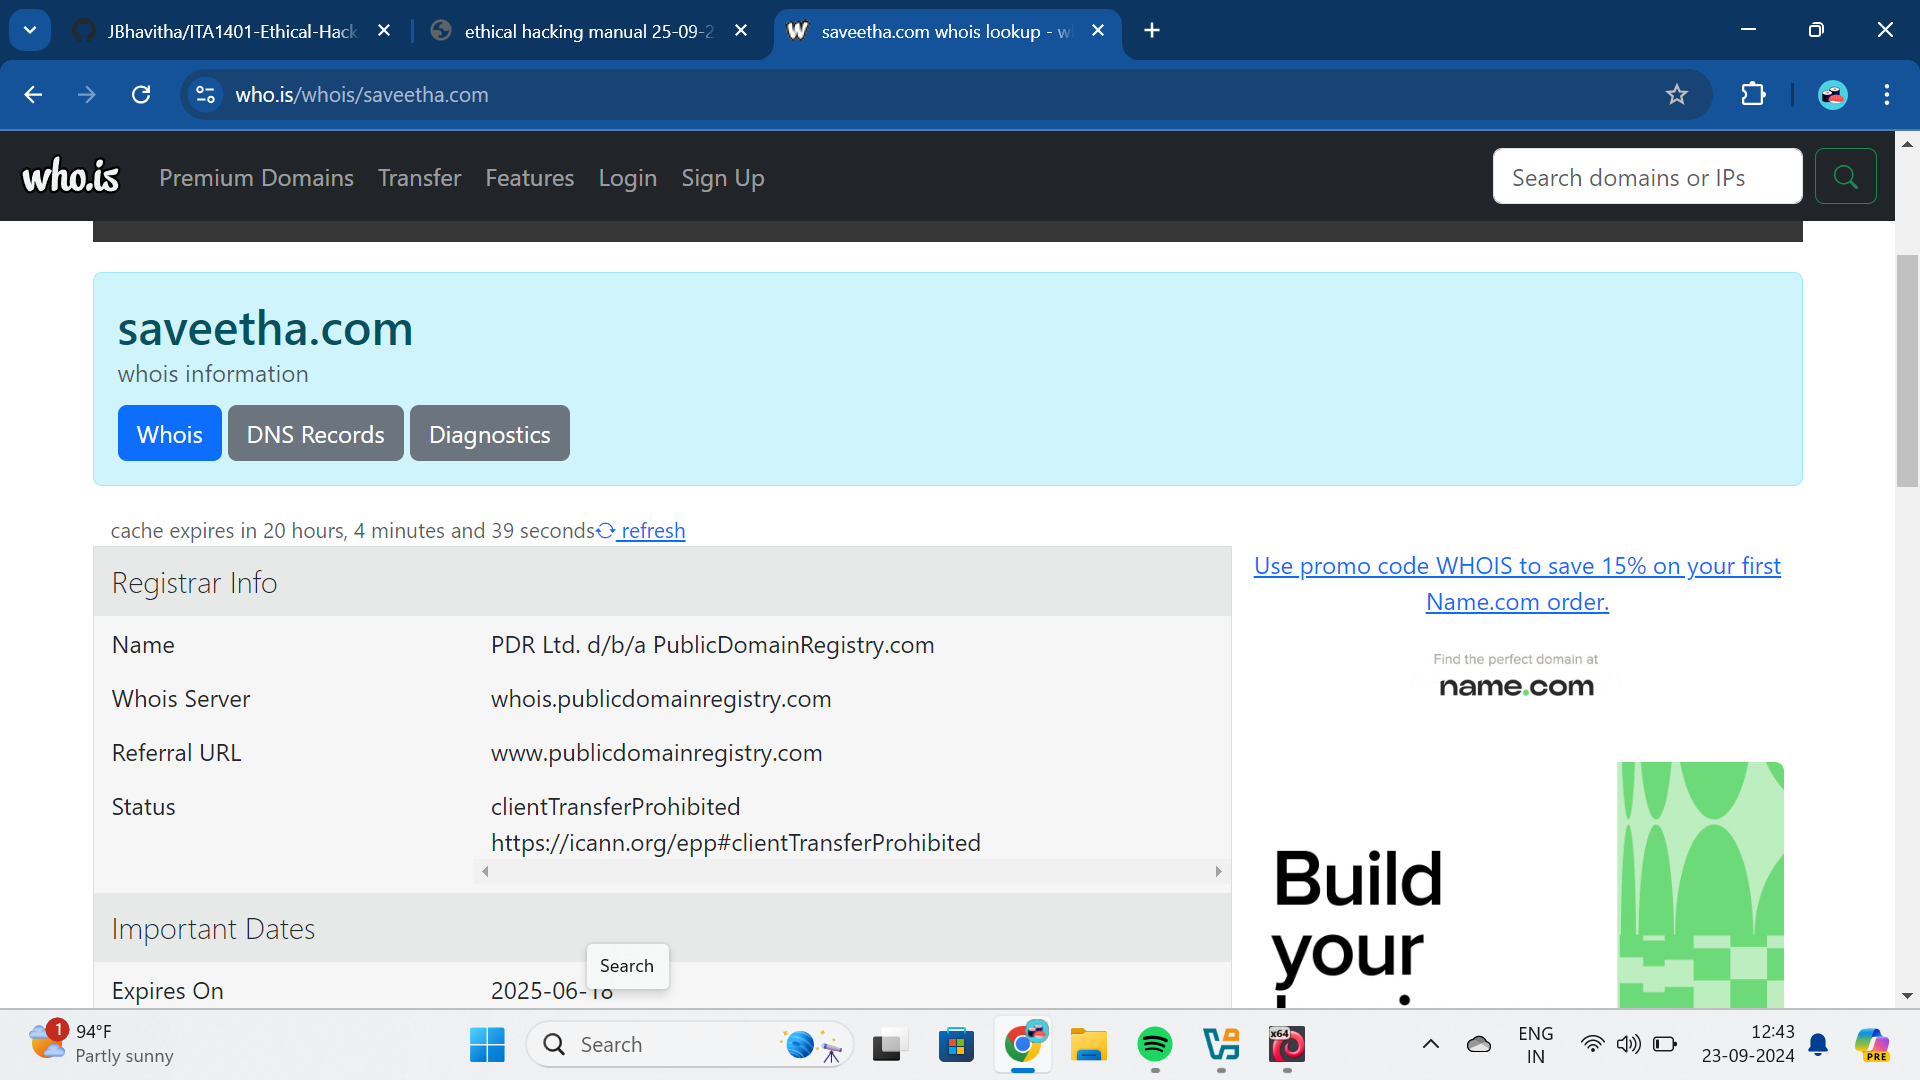 JBhavitha/ITA1401-Ethical-Hack
ethical hacking manual 25-09-2
saveetha.com whois lookup - w
who.is/whois/saveetha.com
who.is
Premium Domains
Transfer
Features
Login
Sign Up
Search domains or IPs
saveetha.com
whois information
Whois
DNS Records
Diagnostics
cache expires in 20 hours, 4 minutes and 39 seconds refresh
Registrar Info
Name
PDR Ltd. d/b/a PublicDomainRegistry.com
Whois Server
whois.publicdomainregistry.com
Referral URL
www.publicdomainregistry.com
Status
clientTransferProhibited
https://icann.org/epp#clientTransferProhibited
Important Dates
Expires On
2025-06-18
Search
Use promo code WHOIS to save 15% on your first
Name.com order.
Find the perfect domain at
name.com
Build
your
1
94°F
Partly sunny
Search
x64
ENG
IN
12:43
23-09-2024
PRE